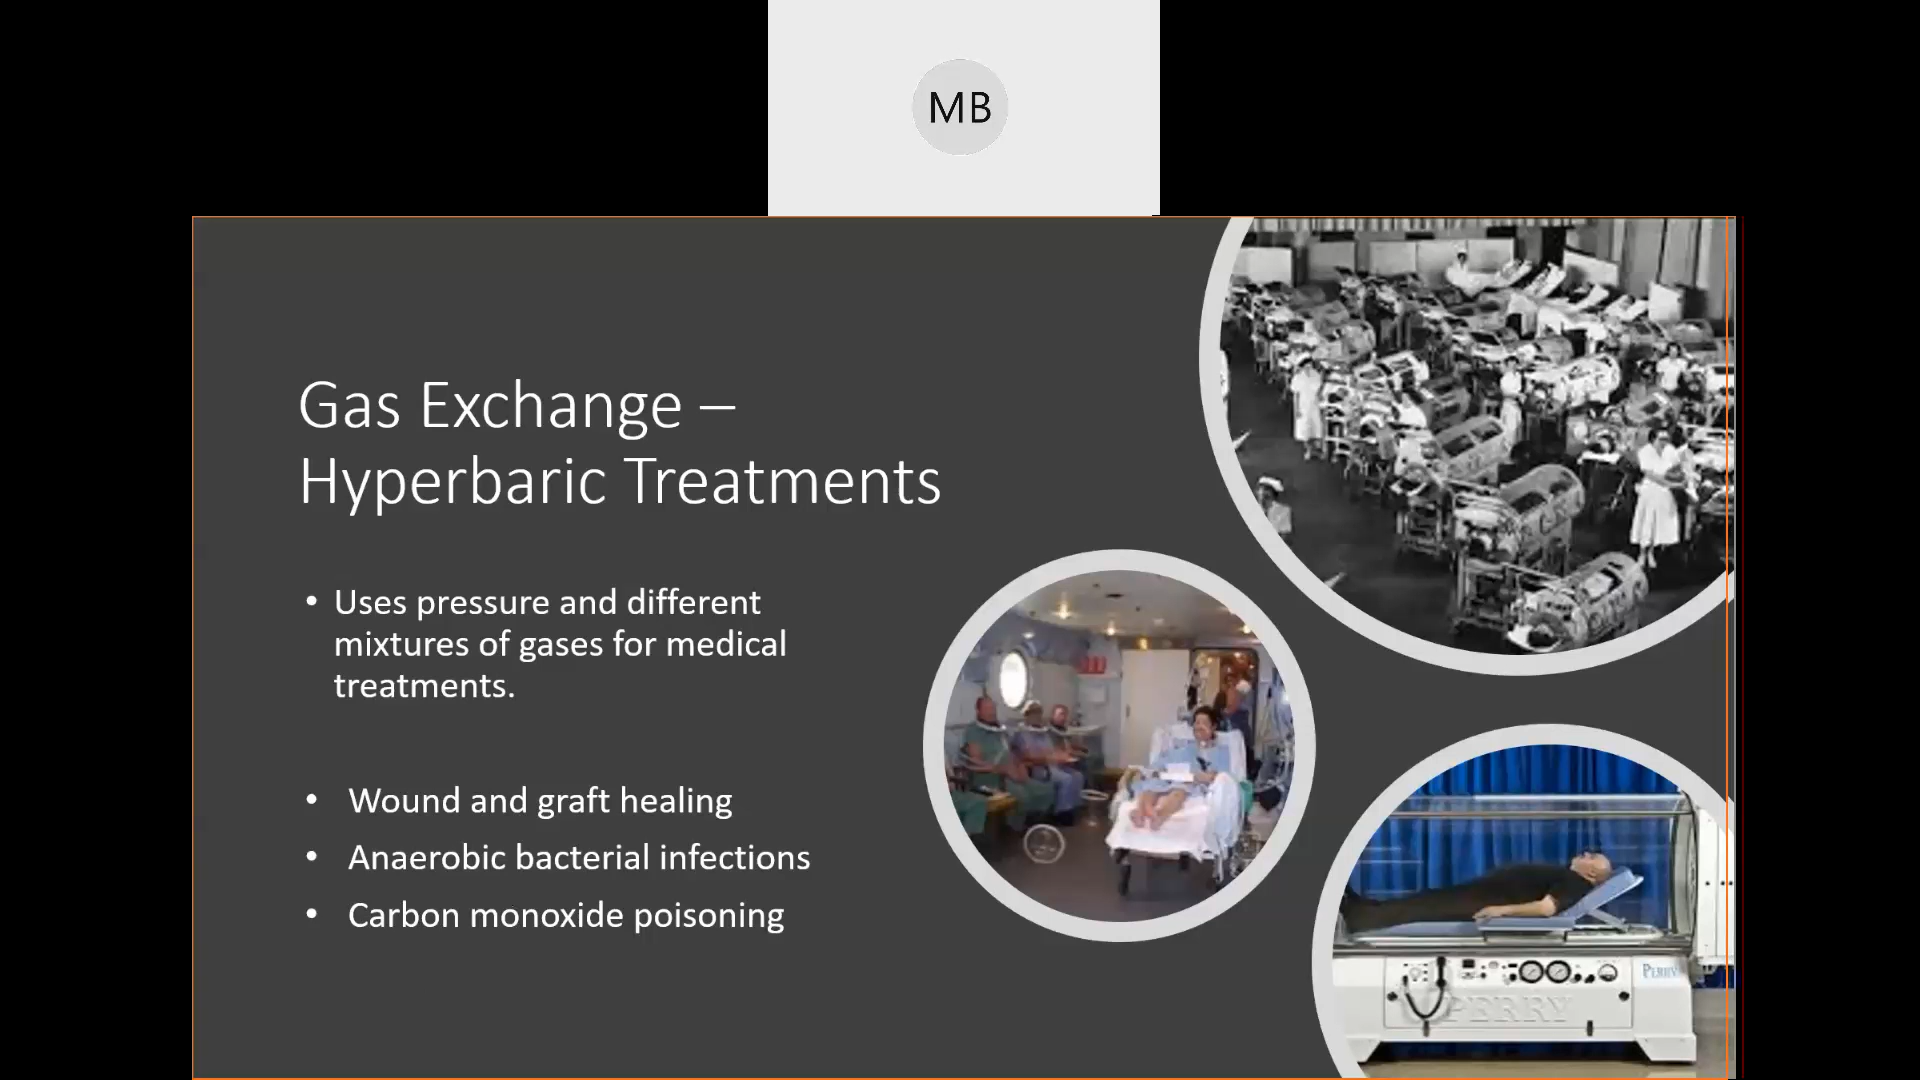 MB
Gas Exchange –
Hyperbaric Treatments
• Uses pressure and different
mixtures of gases for medical
treatments.
• Wound and graft healing
• Anaerobic bacterial infections
• Carbon monoxide poisoning
PERRY
PERRY